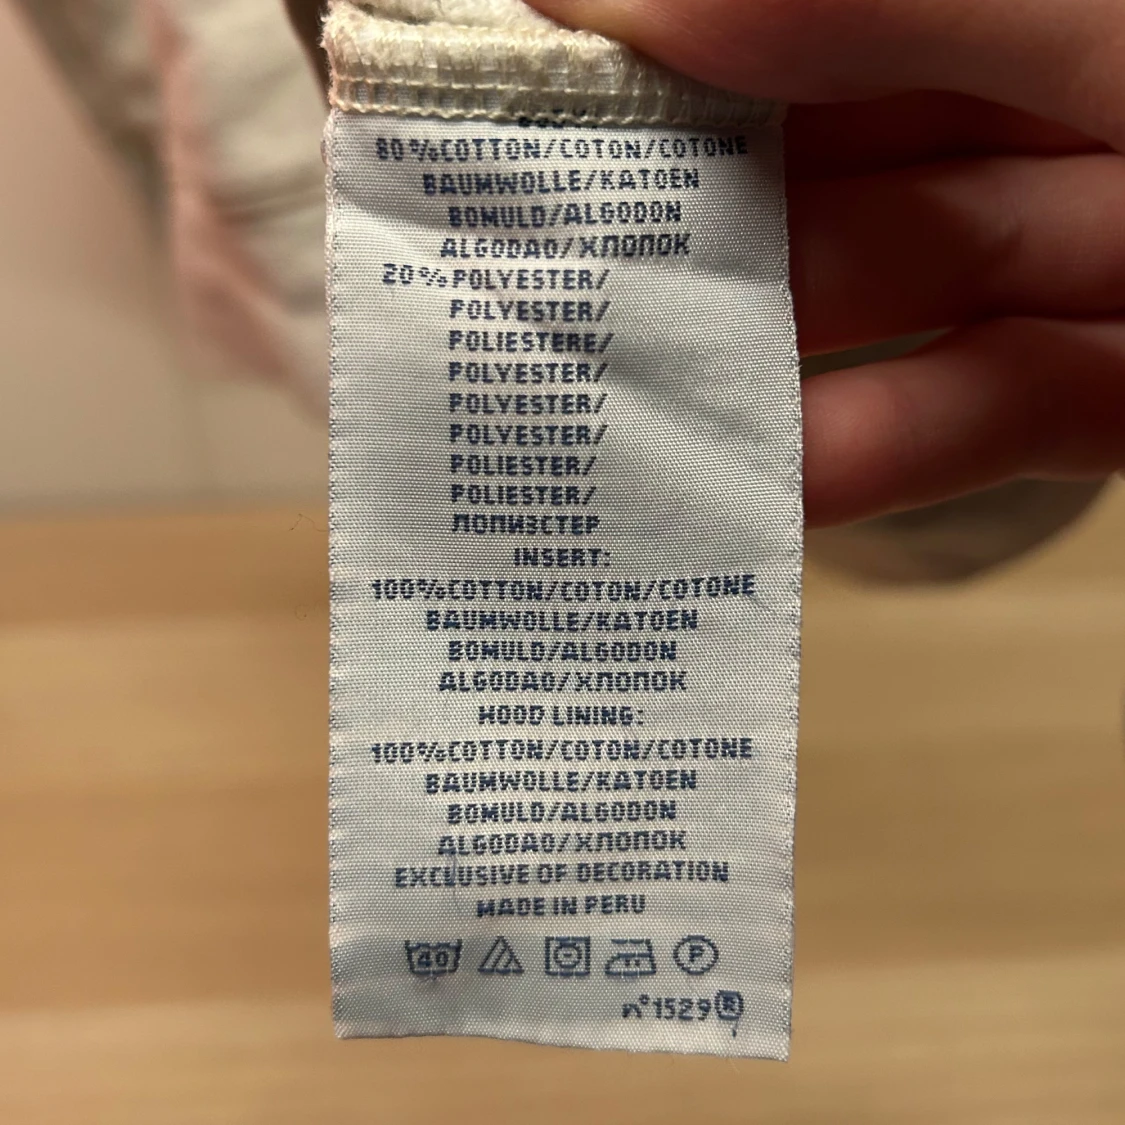 80%COTTON/COTON/COTONE
BAUMWOLLE/KATOEN
BOMULD/ALGODON
ALGODAO/ХЛОПОК
20%POLYESTER/
POLYESTER/
POLIESTERE/
POLYESTER/
POLYESTER/
POLYESTER/
POLIESTER/
POLIESTER/
ПОЛИЭСТЕР
INSERT:
100%COTTON/COTON/COTONE
BAUMWOLLE/KATOEN
BOMULD/ALGODON
ALGODAO/ХЛОПОК
HOOD LINING:
100%COTTON/COTON/COTONE
BAUMWOLLE/KATOEN
BOMULD/ALGODON
ALGODAO/ХЛОПОК
EXCLUSIVE OF DECORATION
MADE IN PERU
40 P
n°1529®